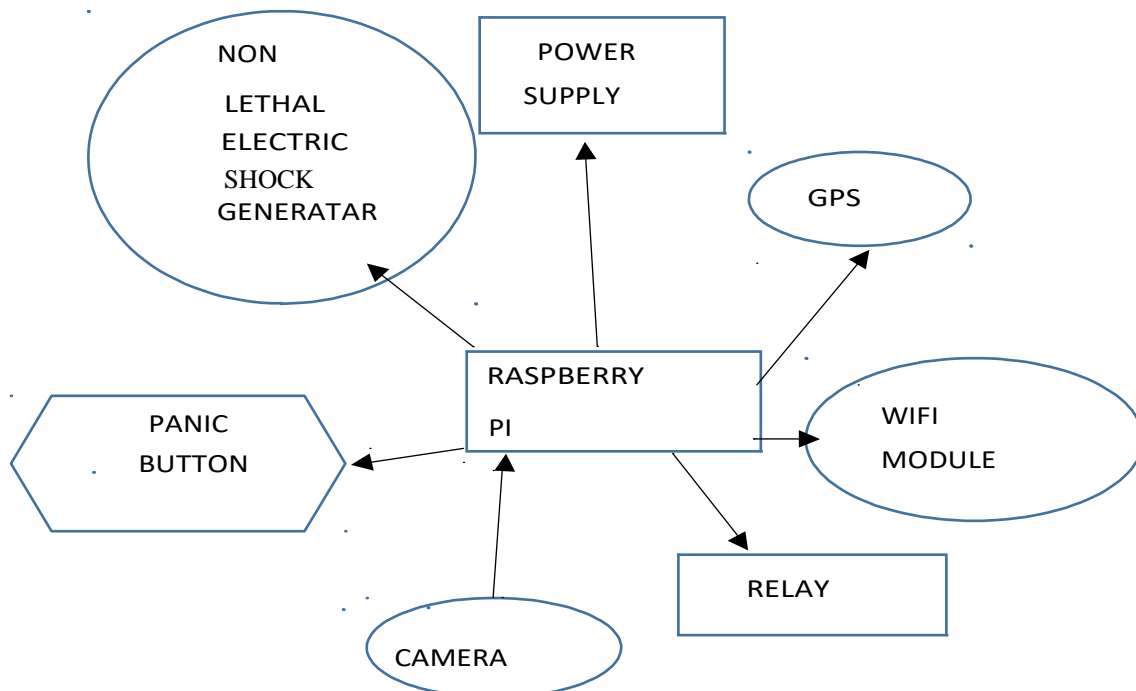 NON
LETHAL
ELECTRIC
SHOCK
GENERATAR
POWER
SUPPLY
GPS
RASPBERRY
PI
WIFI
MODULE
PANIC
BUTTON
RELAY
CAMERA